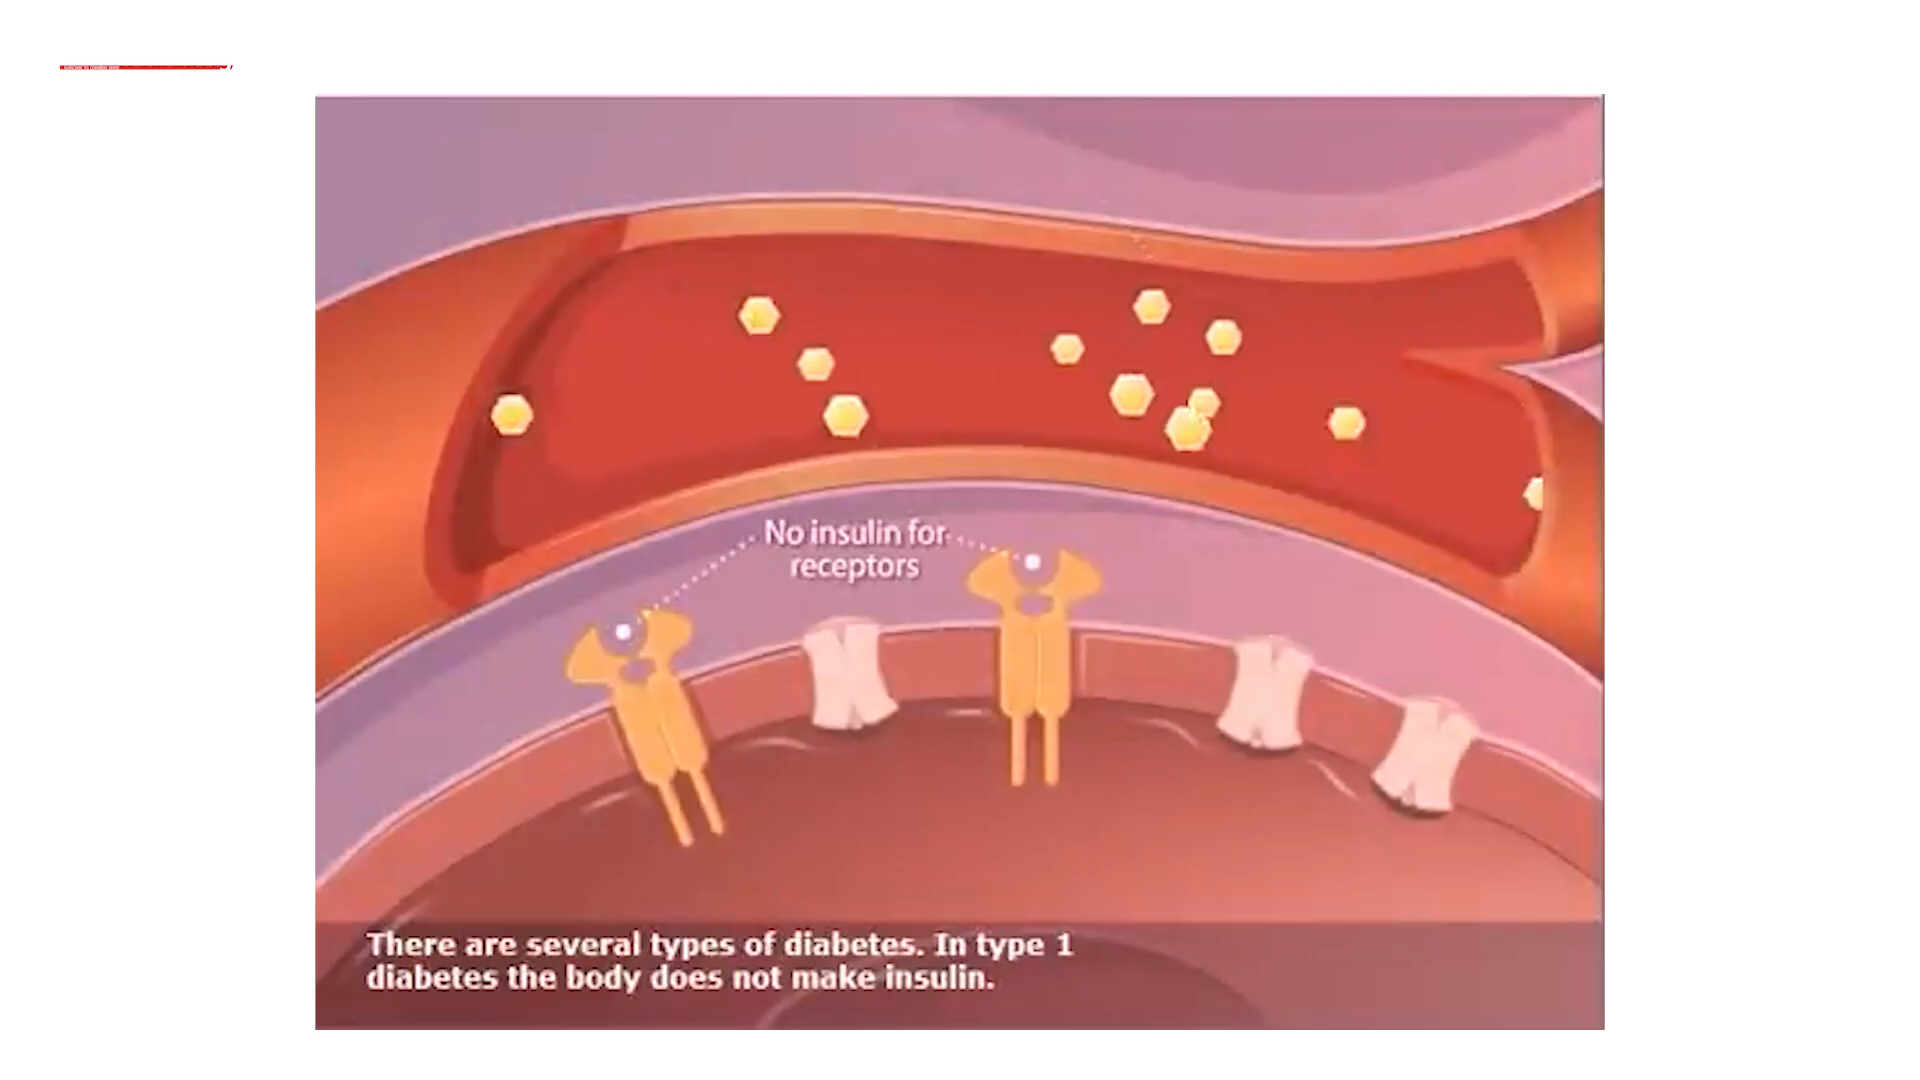 No insulin for
receptors
There are several types of diabetes. In type 1
diabetes the body does not make insulin.